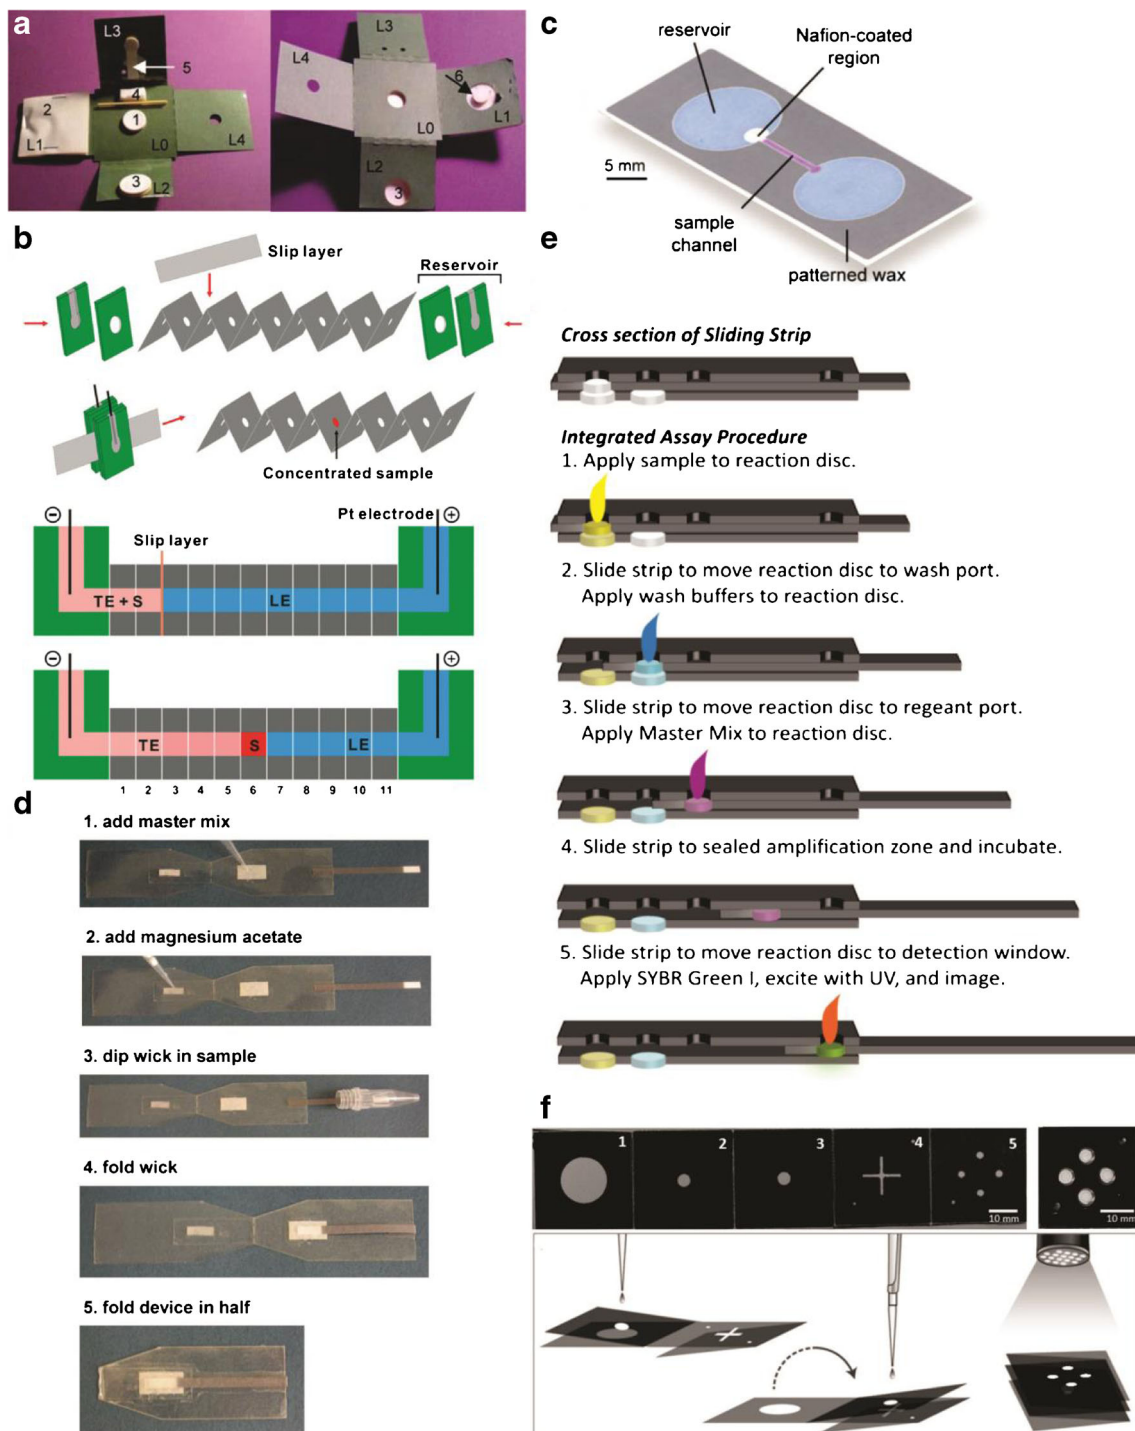 a
L3
5
4
2
1
L1
L0
L4
3
L2
L3
L4
6
L1
L0
L2
3
b
Slip layer
Reservoir
Concentrated sample
Pt electrode
Slip layer
TE + S
LE
TE
S
LE
1 2 3 4 5 6 7 8 9 10 11
c
reservoir
Nafion-coated
region
5 mm
sample
channel
patterned wax
d
1. add master mix
2. add magnesium acetate
3. dip wick in sample
4. fold wick
5. fold device in half
e
Cross section of Sliding Strip
Integrated Assay Procedure
1. Apply sample to reaction disc.
2. Slide strip to move reaction disc to wash port.
Apply wash buffers to reaction disc.
3. Slide strip to move reaction disc to regeant port.
Apply Master Mix to reaction disc.
4. Slide strip to sealed amplification zone and incubate.
5. Slide strip to move reaction disc to detection window.
Apply SYBR Green I, excite with UV, and image.
f
1 2 3 4 5
10 mm
10 mm